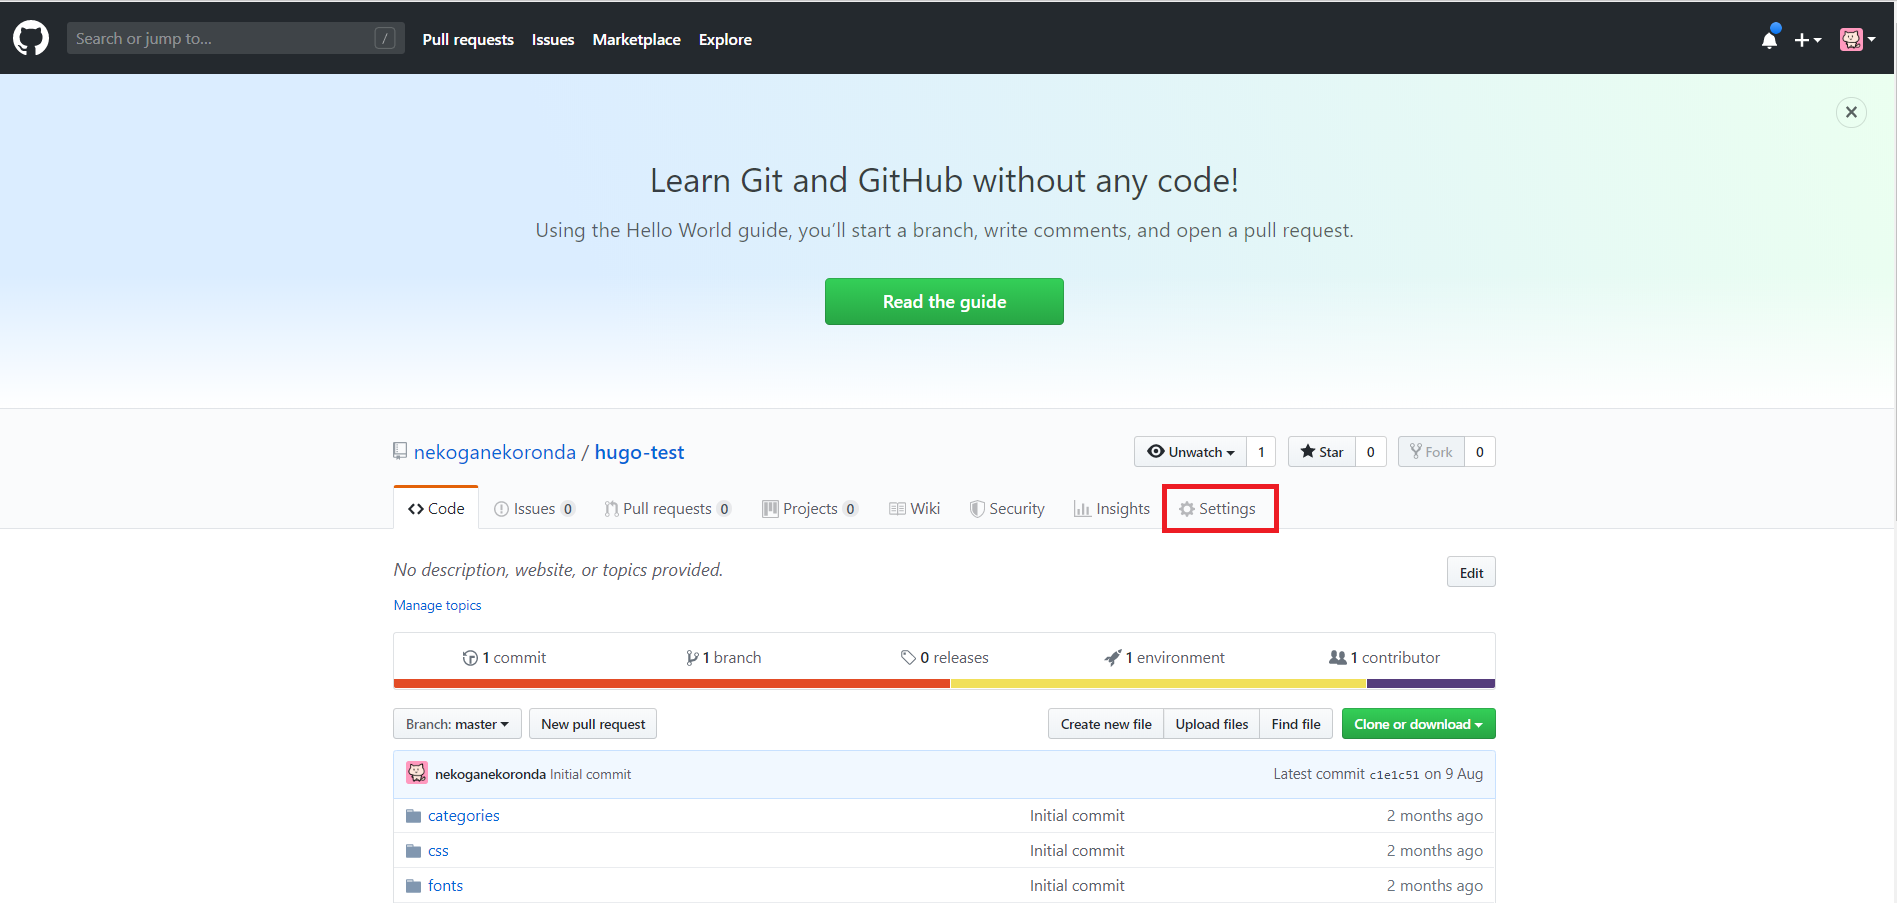 Search or jump to... /
Pull requests Issues Marketplace Explore
Learn Git and GitHub without any code!
Using the Hello World guide, you’ll start a branch, write comments, and open a pull request.
Read the guide
nekoganekoronda / hugo-test
Unwatch 1 Star 0 Fork 0
Code Issues 0 Pull requests 0 Projects 0 Wiki Security Insights Settings
No description, website, or topics provided.
Edit
Manage topics
1 commit 1 branch 0 releases 1 environment 1 contributor
Branch: master New pull request Create new file Upload files Find file Clone or download
nekoganekoronda Initial commit Latest commit c1e1c51 on 9 Aug
categories Initial commit 2 months ago
css Initial commit 2 months ago
fonts Initial commit 2 months ago